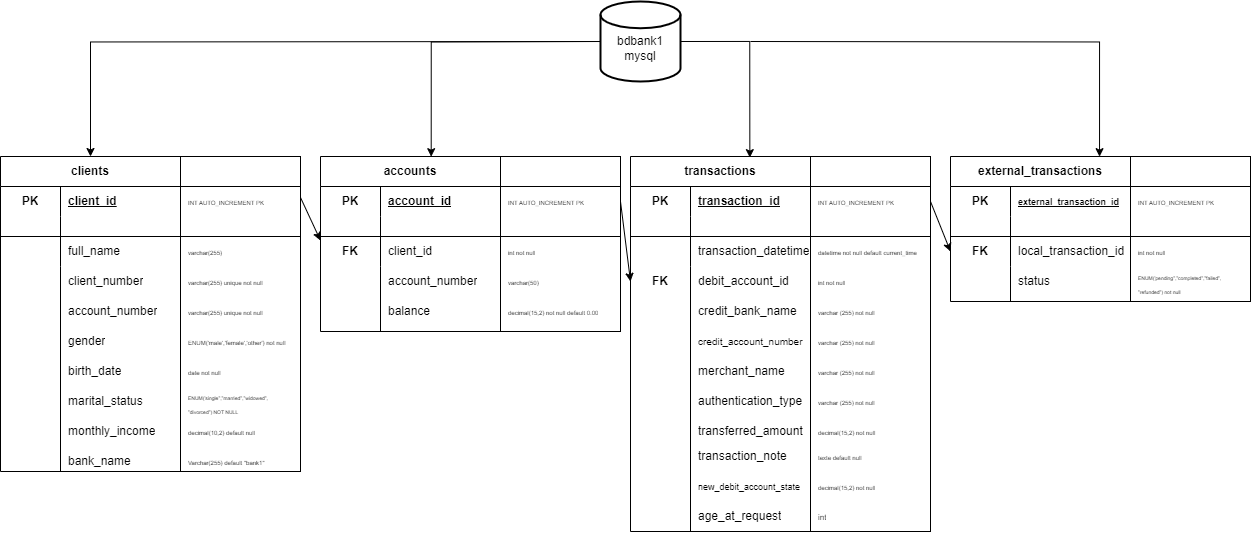 bdbank1
mysql
clients
PK client_id INT AUTO_INCREMENT PK
full_name varchar(255)
client_number varchar(255) unique not null
account_number varchar(255) unique not null
gender ENUM('male','female','other') not null
birth_date date not null
marital_status ENUM('single","married","widowed",
"divorced") NOT NULL
monthly_income decimal(10,2) default null
bank_name Varchar(255) default "bank1"
accounts
PK account_id INT AUTO_INCREMENT PK
FK client_id int not null
account_number varchar(50)
balance decimal(15,2) not null default 0.00
transactions
PK transaction_id INT AUTO_INCREMENT PK
transaction_datetime datetime not null default current_time
FK debit_account_id int not null
credit_bank_name varchar (255) not null
credit_account_number varchar (255) not null
merchant_name varchar (255) not null
authentication_type varchar (255) not null
transferred_amount decimal(15,2) not null
transaction_note texte default null
new_debit_account_state decimal(15,2) not null
age_at_request int
external_transactions
PK external_transaction_id INT AUTO_INCREMENT PK
FK local_transaction_id int not null
status ENUM('pending","completed","failed",
"refunded") not null